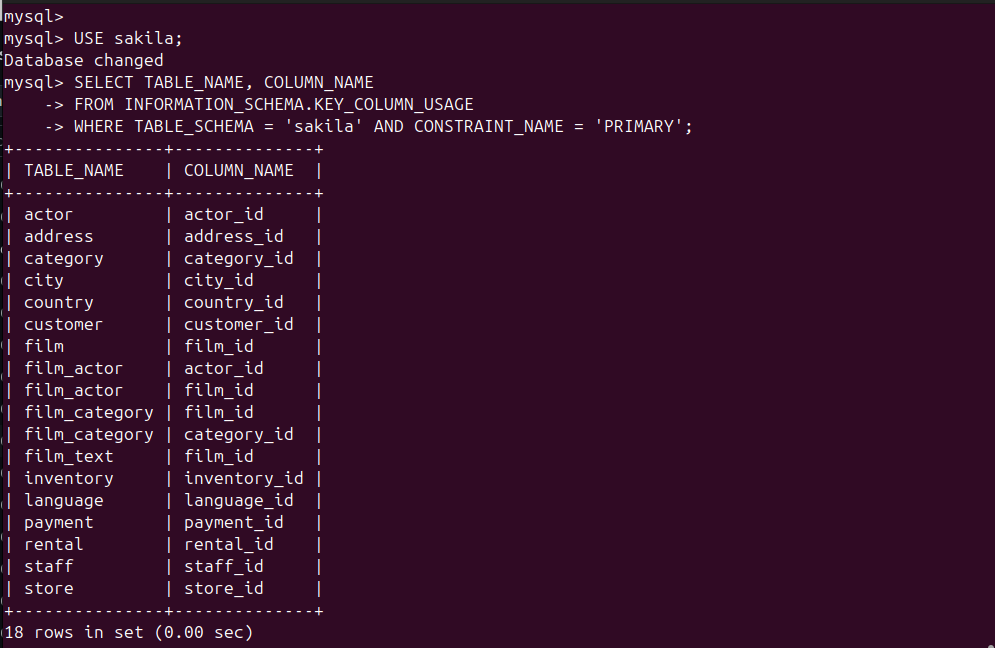 mysql>
mysql> USE sakila;
Database changed
mysql> SELECT TABLE_NAME, COLUMN_NAME
    -> FROM INFORMATION_SCHEMA.KEY_COLUMN_USAGE
    -> WHERE TABLE_SCHEMA = 'sakila' AND CONSTRAINT_NAME = 'PRIMARY';
+---------------+--------------+
| TABLE_NAME    | COLUMN_NAME  |
+---------------+--------------+
| actor         | actor_id     |
| address       | address_id   |
| category      | category_id  |
| city          | city_id      |
| country       | country_id   |
| customer      | customer_id  |
| film          | film_id      |
| film_actor    | actor_id     |
| film_actor    | film_id      |
| film_category | film_id      |
| film_category | category_id  |
| film_text     | film_id      |
| inventory     | inventory_id |
| language      | language_id  |
| payment       | payment_id   |
| rental        | rental_id    |
| staff         | staff_id     |
| store         | store_id     |
+---------------+--------------+
18 rows in set (0.00 sec)